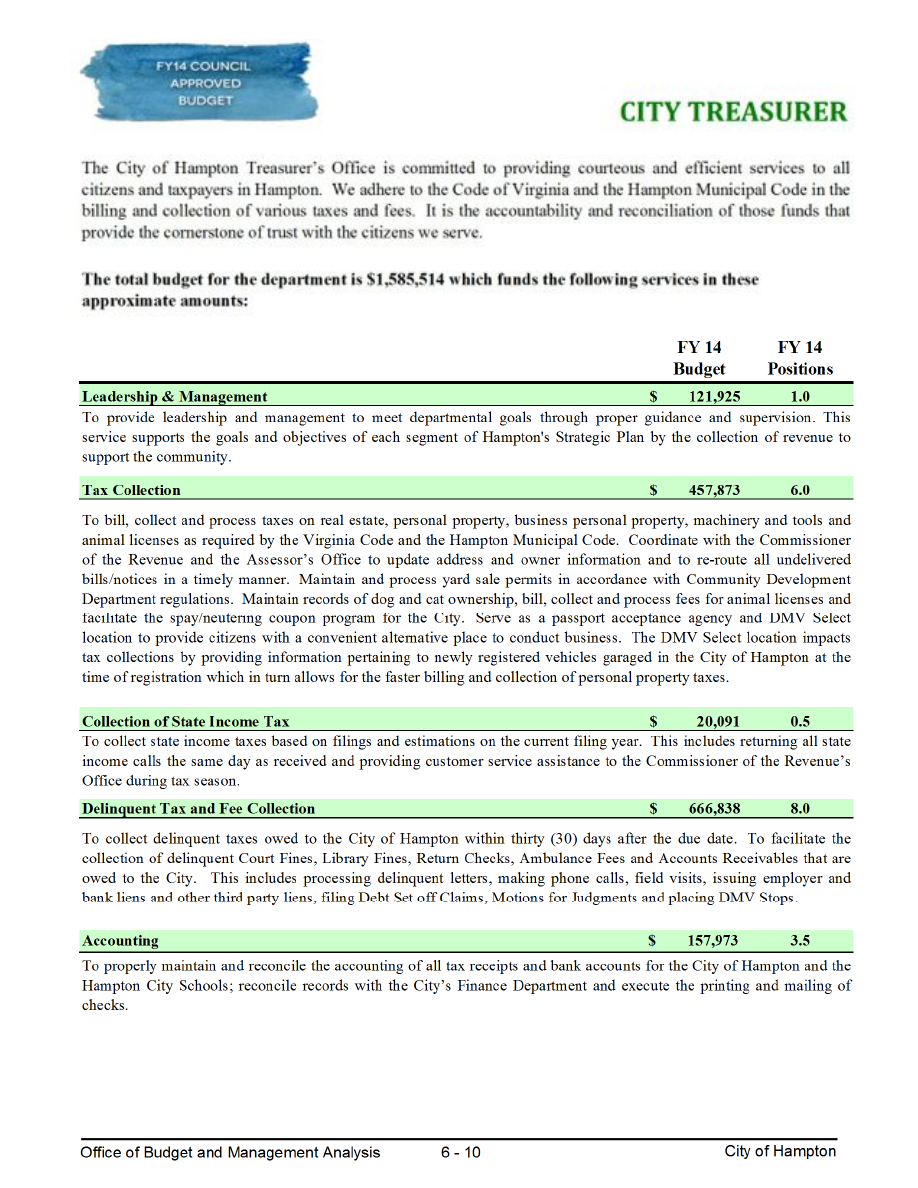 FY14 COUNCIL
APPROVED
BUDGET
CITY TREASURER
The City of Hampton Treasurer's Office is committed to providing courteous and efficient services to all
citizens and taxpayers in Hampton. We adhere to the Code of Virginia and the Hampton Municipal Code in the
billing and collection of various taxes and fees. It is the accountability and reconciliation of those funds that
provide the cornerstone of trust with the citizens we serve.
The total budget for the department is $1,585,514 which funds the following services in these
approximate amounts:
FY 14 FY 14
Budget Positions
Leadership & Management $ 121,925 1.0
To provide leadership and management to meet departmental goals through proper guidance and supervision. This
service supports the goals and objectives of each segment of Hampton's Strategic Plan by the collection of revenue to
support the community.
Tax Collection $ 457,873 6.0
To bill, collect and process taxes on real estate, personal property, business personal property, machinery and tools and
animal licenses as required by the Virginia Code and the Hampton Municipal Code. Coordinate with the Commissioner
of the Revenue and the Assessor's Office to update address and owner information and to re-route all undelivered
bills/notices in a timely manner. Maintain and process yard sale permits in accordance with Community Development
Department regulations. Maintain records of dog and cat ownership, bill, collect and process fees for animal licenses and
facilitate the spay/neutering coupon program for the City. Serve as a passport acceptance agency and DMV Select
location to provide citizens with a convenient alternative place to conduct business. The DMV Select location impacts
tax collections by providing information pertaining to newly registered vehicles garaged in the City of Hampton at the
time of registration which in turn allows for the faster billing and collection of personal property taxes.
Collection of State Income Tax $ 20,091 0.5
To collect state income taxes based on filings and estimations on the current filing year. This includes returning all state
income calls the same day as received and providing customer service assistance to the Commissioner of the Revenue's
Office during tax season.
Delinquent Tax and Fee Collection $ 666,838 8.0
To collect delinquent taxes owed to the City of Hampton within thirty (30) days after the due date. To facilitate the
collection of delinquent Court Fines, Library Fines, Return Checks, Ambulance Fees and Accounts Receivables that are
owed to the City. This includes processing delinquent letters, making phone calls, field visits, issuing employer and
bank liens and other third party liens, filing Debt Set off Claims, Motions for Judgments and placing DMV Stops.
Accounting $ 157,973 3.5
To properly maintain and reconcile the accounting of all tax receipts and bank accounts for the City of Hampton and the
Hampton City Schools; reconcile records with the City's Finance Department and execute the printing and mailing of
checks.
Office of Budget and Management Analysis 6 - 10 City of Hampton